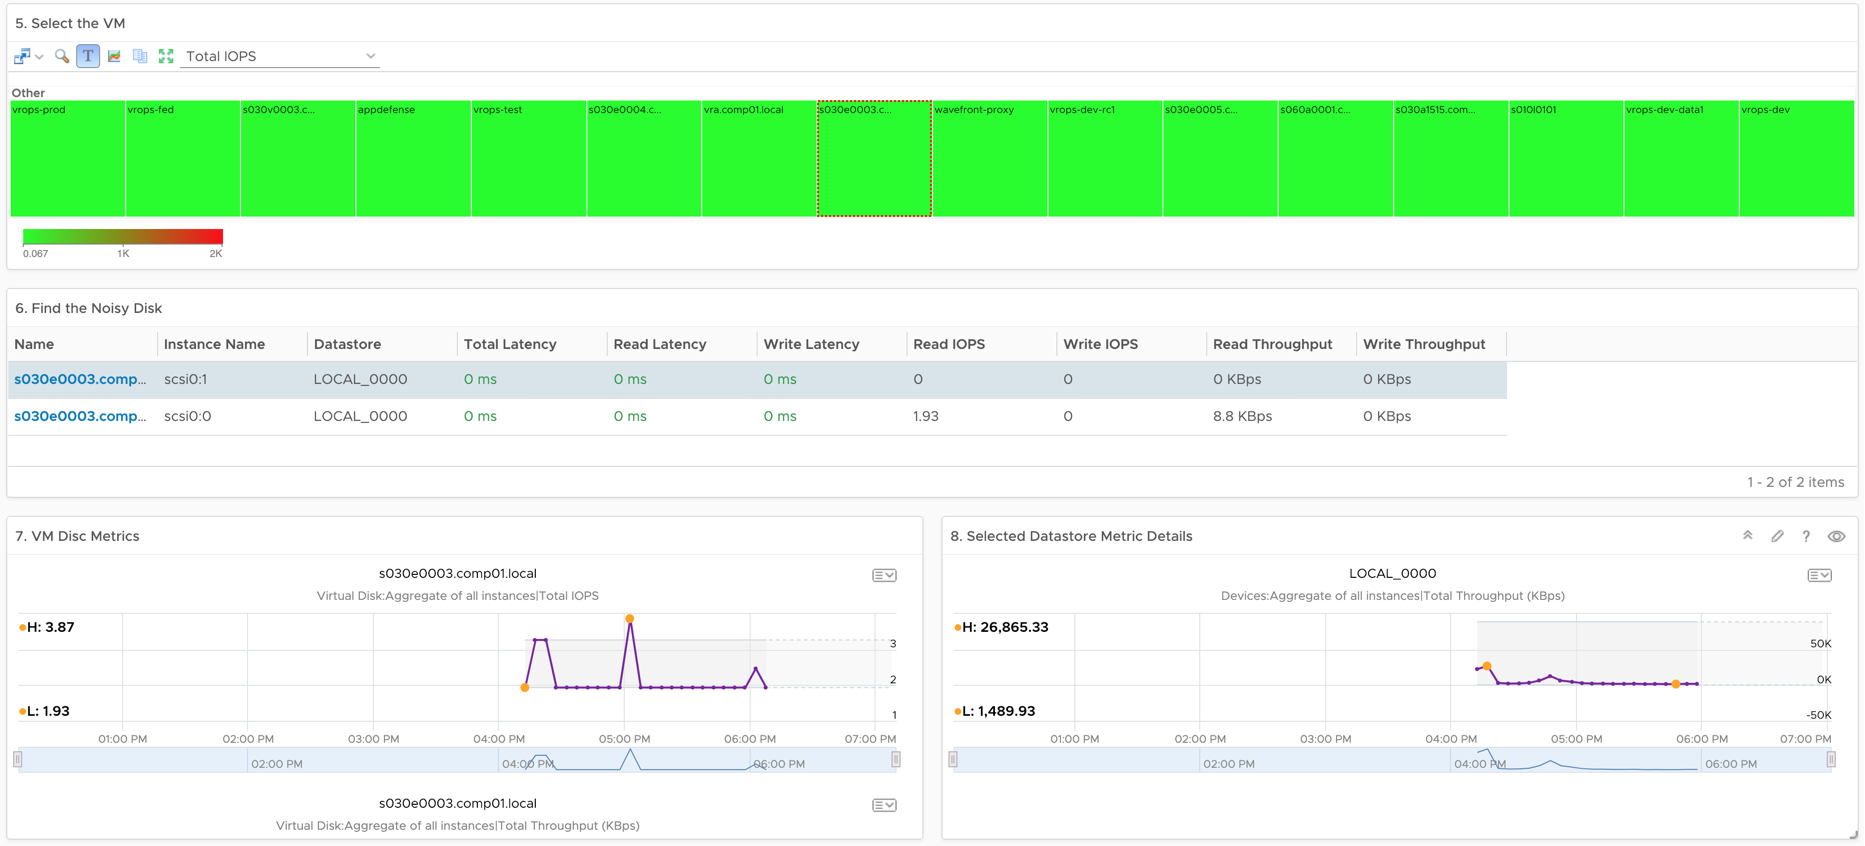 5. Select the VM
T Total IOPS
Other
vrops-prod vrops-fed s030v0003.c... appdefense vrops-test s030e0004.c... vra.comp01.local s030e0003.c... wavefront-proxy vrops-dev-rc1 s030e0005.c... s060a0001.c... s030a1515.com... s010l0101 vrops-dev-data1 vrops-dev
0.067 1K 2K
6. Find the Noisy Disk
Name Instance Name Datastore Total Latency Read Latency Write Latency Read IOPS Write IOPS Read Throughput Write Throughput
s030e0003.comp... scsi0:1 LOCAL_0000 0 ms 0 ms 0 ms 0 0 0 KBps 0 KBps
s030e0003.comp... scsi0:0 LOCAL_0000 0 ms 0 ms 0 ms 1.93 0 8.8 KBps 0 KBps
1 - 2 of 2 items
7. VM Disc Metrics
s030e0003.comp01.local
Virtual Disk:Aggregate of all instances|Total IOPS
H: 3.87
3
2
L: 1.93
1
01:00 PM 02:00 PM 03:00 PM 04:00 PM 05:00 PM 06:00 PM 07:00 PM
02:00 PM 04:00 PM 06:00 PM
s030e0003.comp01.local
Virtual Disk:Aggregate of all instances|Total Throughput (KBps)
8. Selected Datastore Metric Details
?
LOCAL_0000
Devices:Aggregate of all instances|Total Throughput (KBps)
H: 26,865.33
50K
0K
L: 1,489.93
-50K
01:00 PM 02:00 PM 03:00 PM 04:00 PM 05:00 PM 06:00 PM 07:00 PM
02:00 PM 04:00 PM 06:00 PM